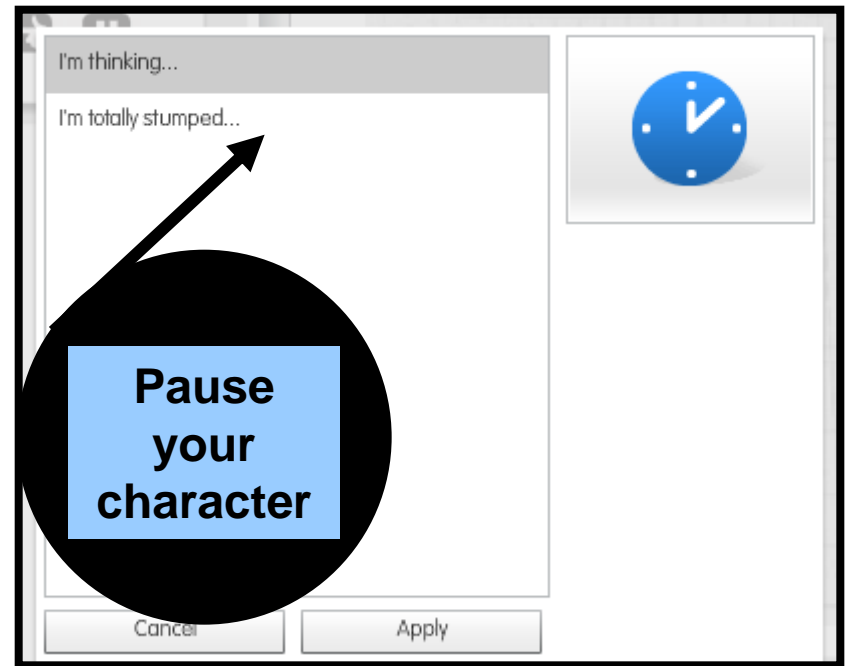 I'm thinking...
I'm totally stumped...
Pause
your
character
Cancel
Apply